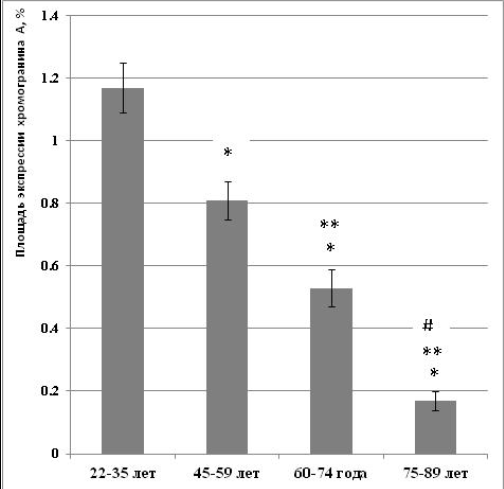 Площадь экспрессии хромогранина А, %
1.4
1.2
1
0.8
0.6
0.4
0.2
0
*
**
*
#
**
*
22-35 лет
45-59 лет
60-74 года
75-89 лет